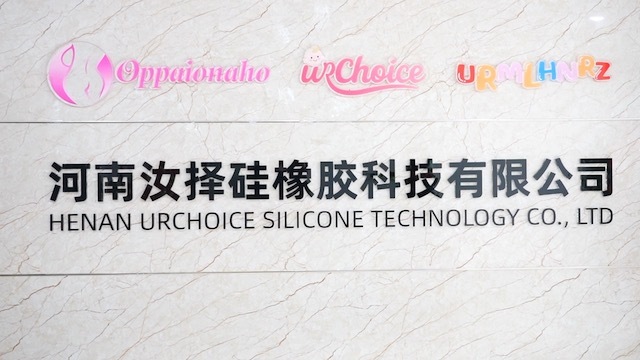 Oppaionaho urChoice URMLHNRZ
河南汝择硅橡胶科技有限公司
HENAN URCHOICE SILICONE TECHNOLOGY CO., LTD